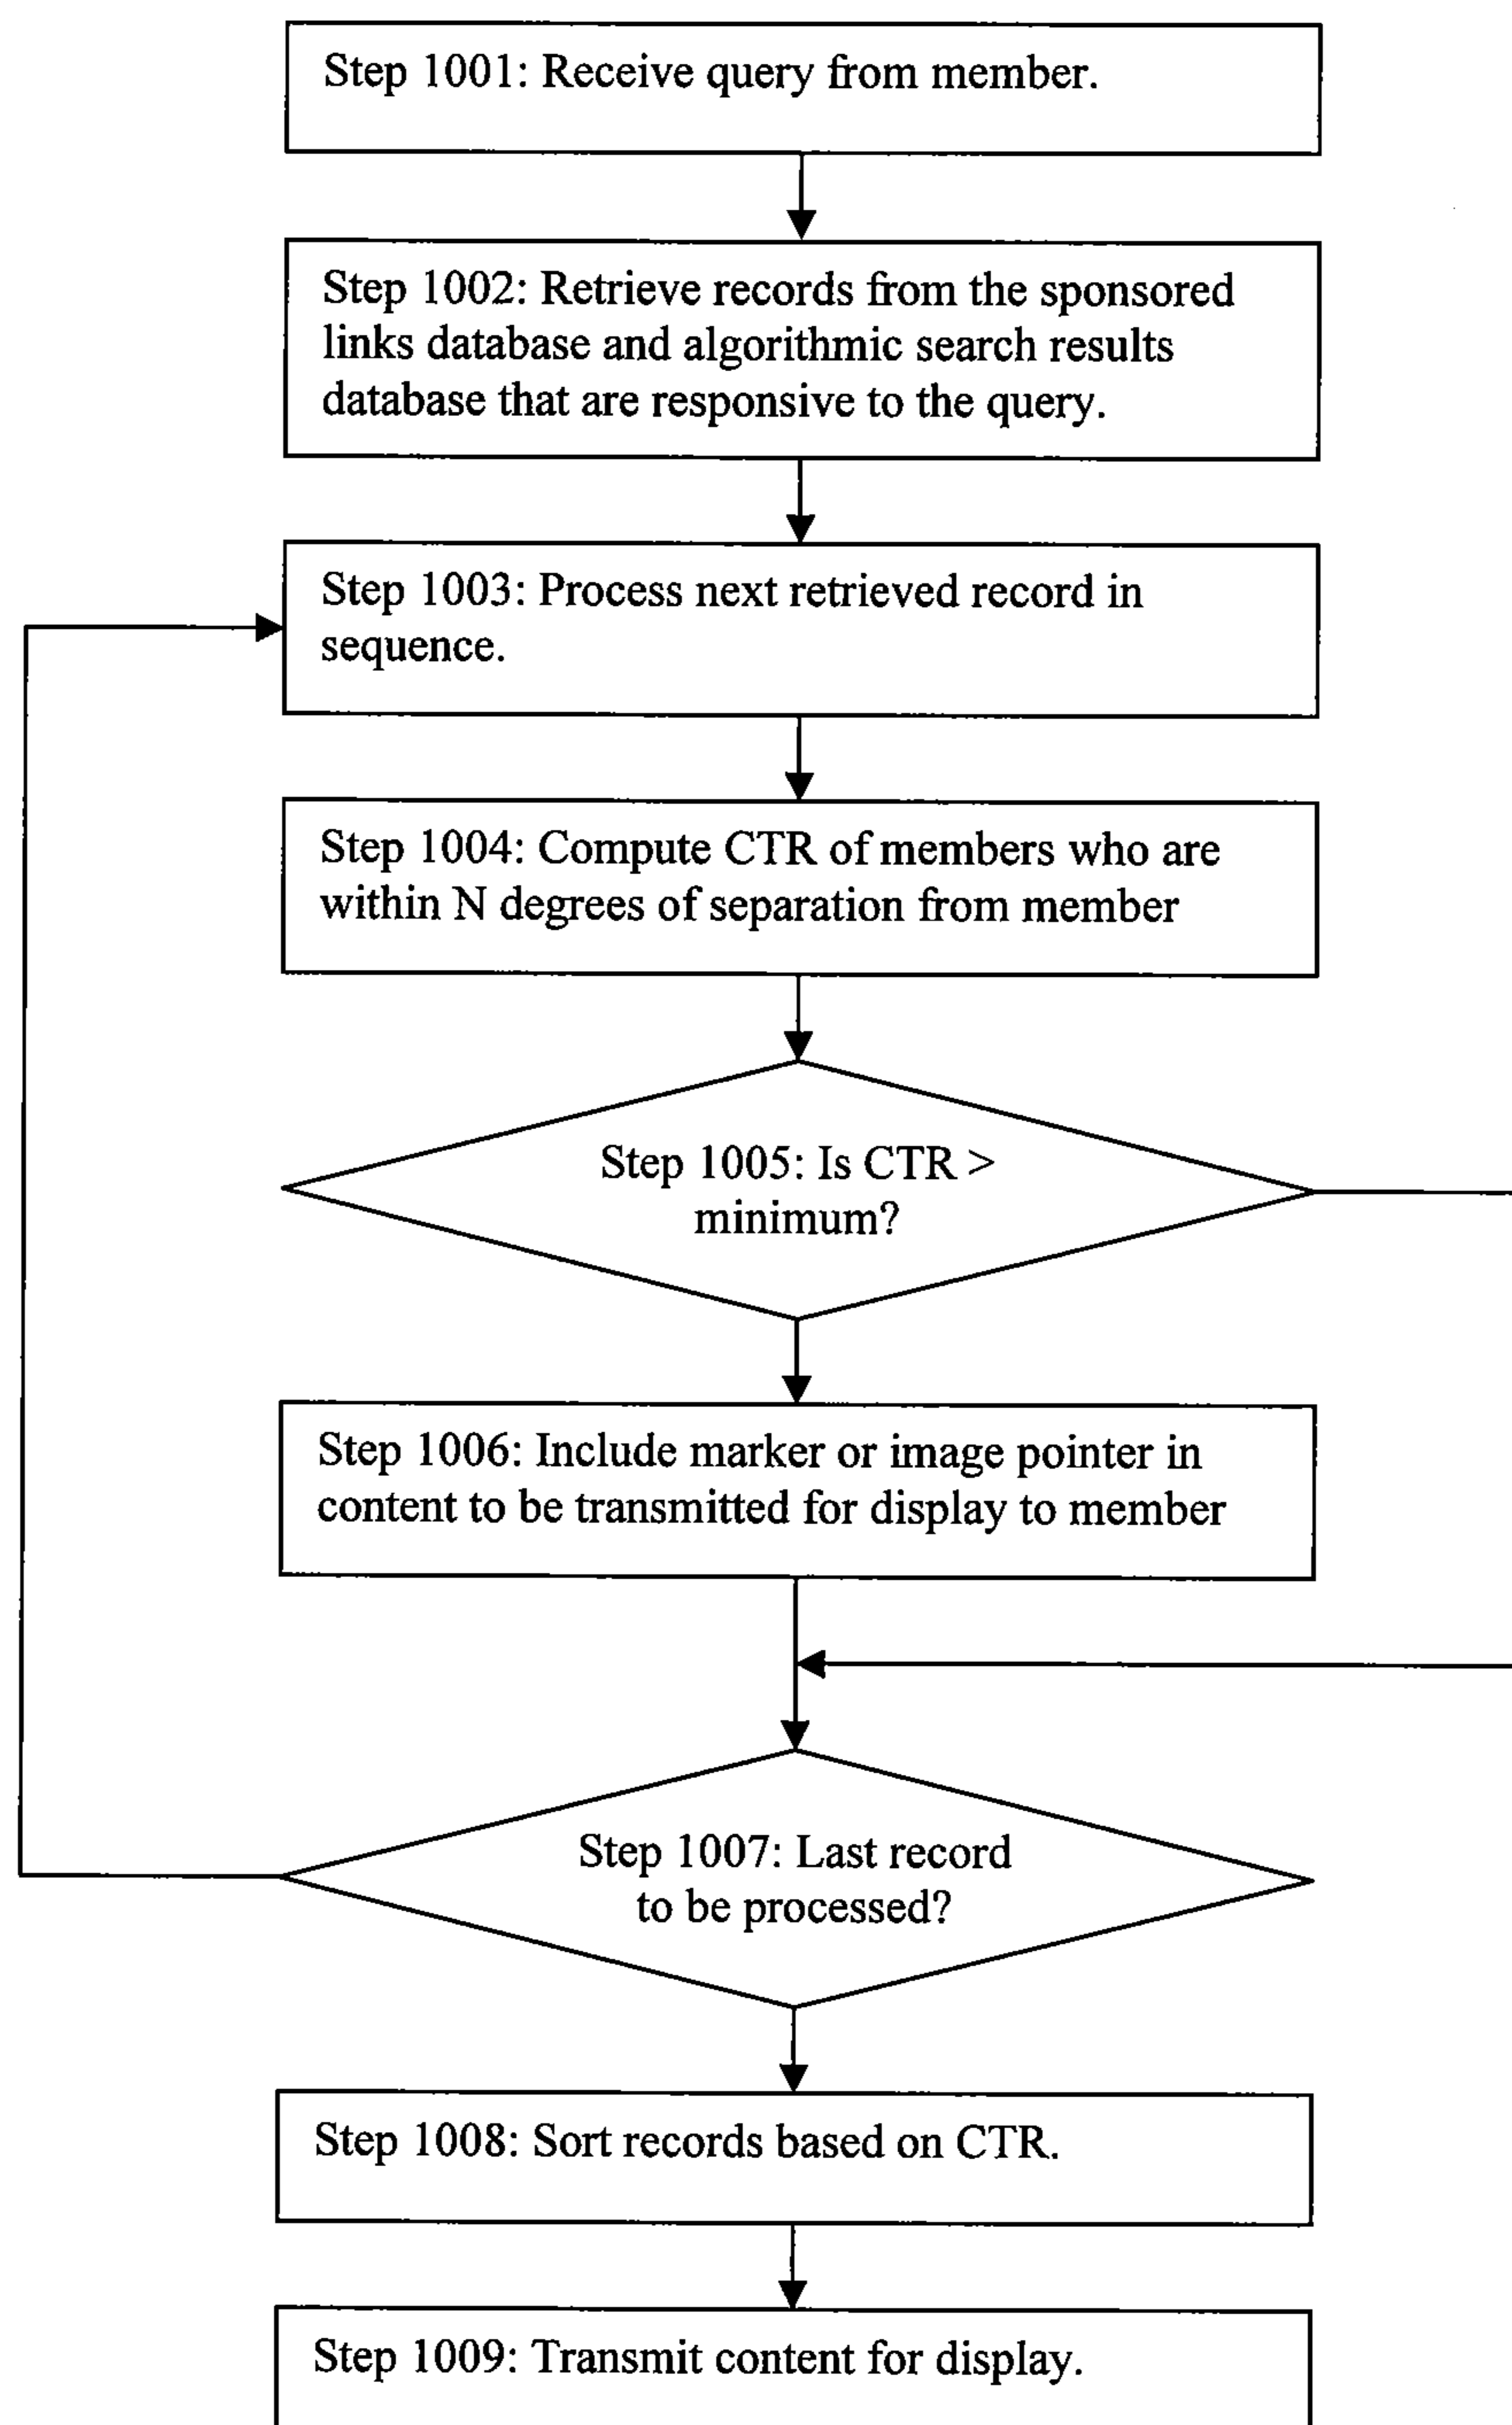 Step 1001: Receive query from member.
Step 1002: Retrieve records from the sponsored
links database and algorithmic search results
database that are responsive to the query.
Step 1003: Process next retrieved record in
sequence.
Step 1004: Compute CTR of members who are
within N degrees of separation from member
Step 1005: Is CTR >
minimum?
Step 1006: Include marker or image pointer in
content to be transmitted for display to member
Step 1007: Last record
to be processed?
Step 1008: Sort records based on CTR.
Step 1009: Transmit content for display.